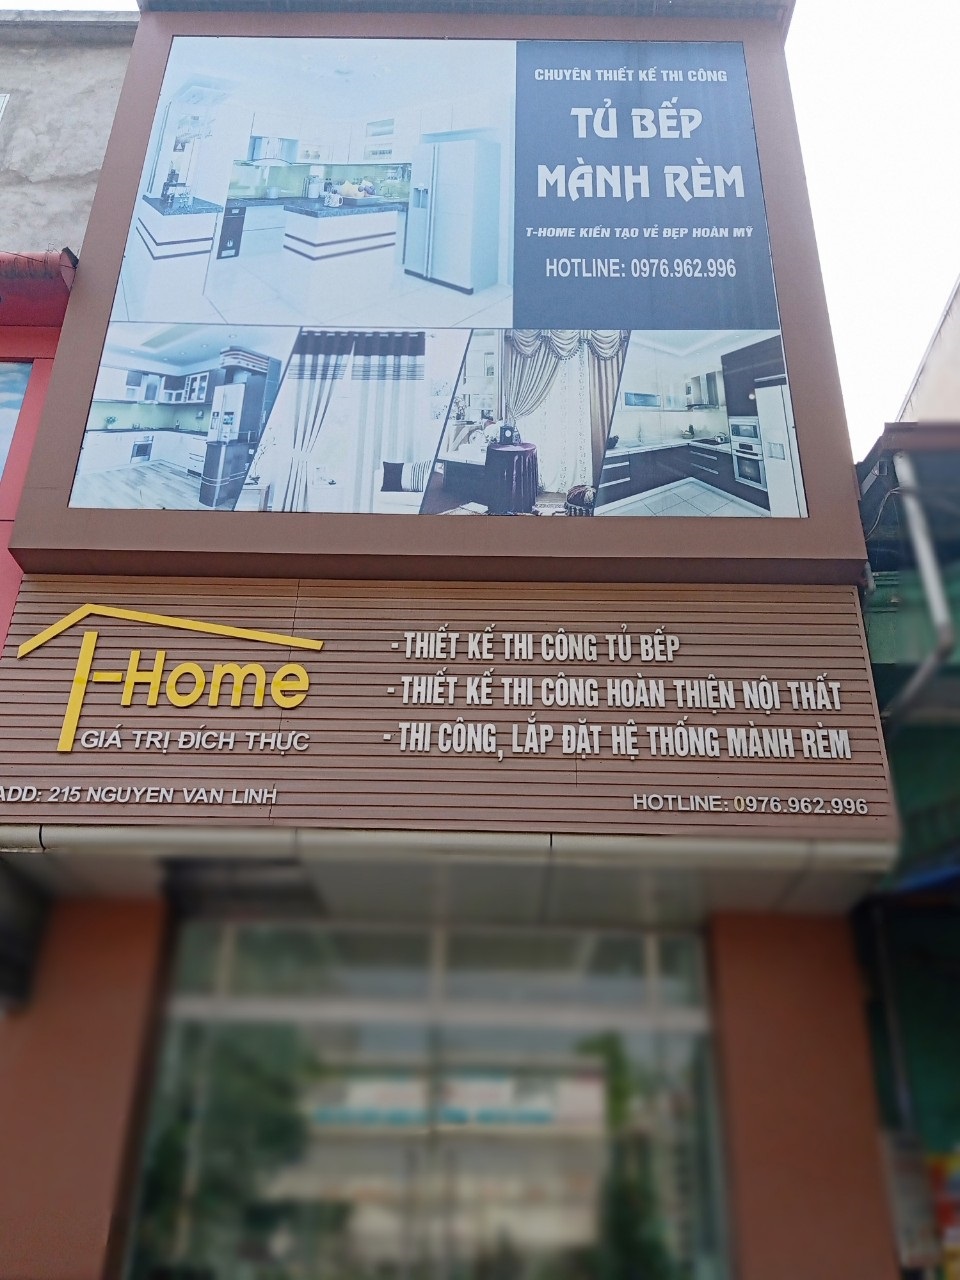 CHUYÊN THIẾT KẾ THI CÔNG
TỦ BẾP
MÀNH RÈM
T-HOME KIẾN TẠO VẺ ĐẸP HOÀN MỸ
HOTLINE: 0976.962.996
T-Home
GIÁ TRỊ ĐÍCH THỰC
-THIẾT KẾ THI CÔNG TỦ BẾP
-THIẾT KẾ THI CÔNG HOÀN THIỆN NỘI THẤT
- THI CÔNG, LẮP ĐẶT HỆ THỐNG MÀNH RÈM
ADD: 215 NGUYEN VAN LINH
HOTLINE: 0976.962.996